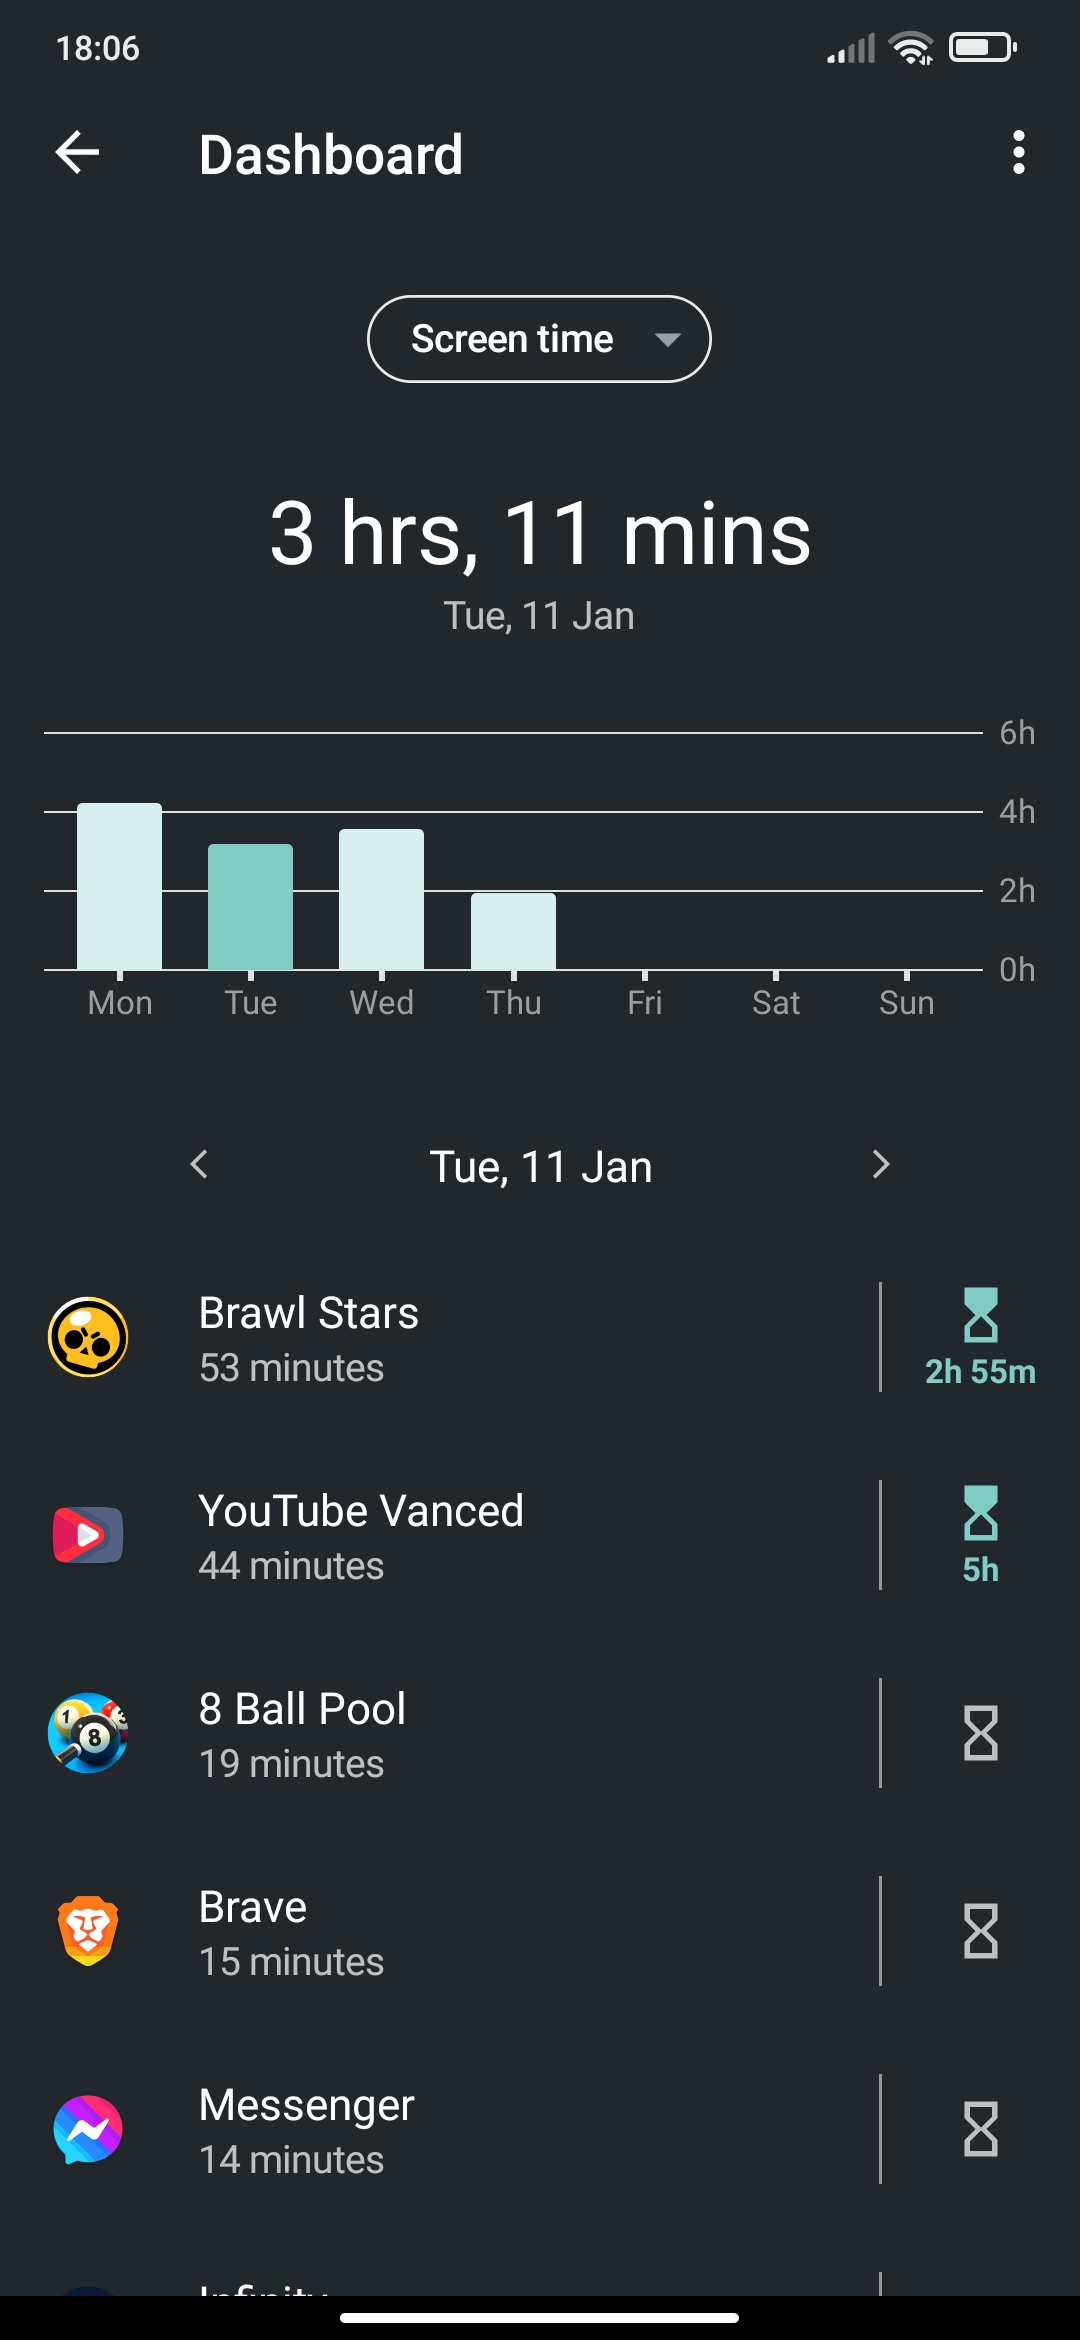 18:06
Dashboard
Screen time
3 hrs, 11 mins
Tue, 11 Jan
6h
4h
2h
0h
Mon Tue Wed Thu Fri Sat Sun
Tue, 11 Jan
Brawl Stars
53 minutes
2h 55m
YouTube Vanced
44 minutes
5h
8 Ball Pool
19 minutes
Brave
15 minutes
Messenger
14 minutes
Infinity